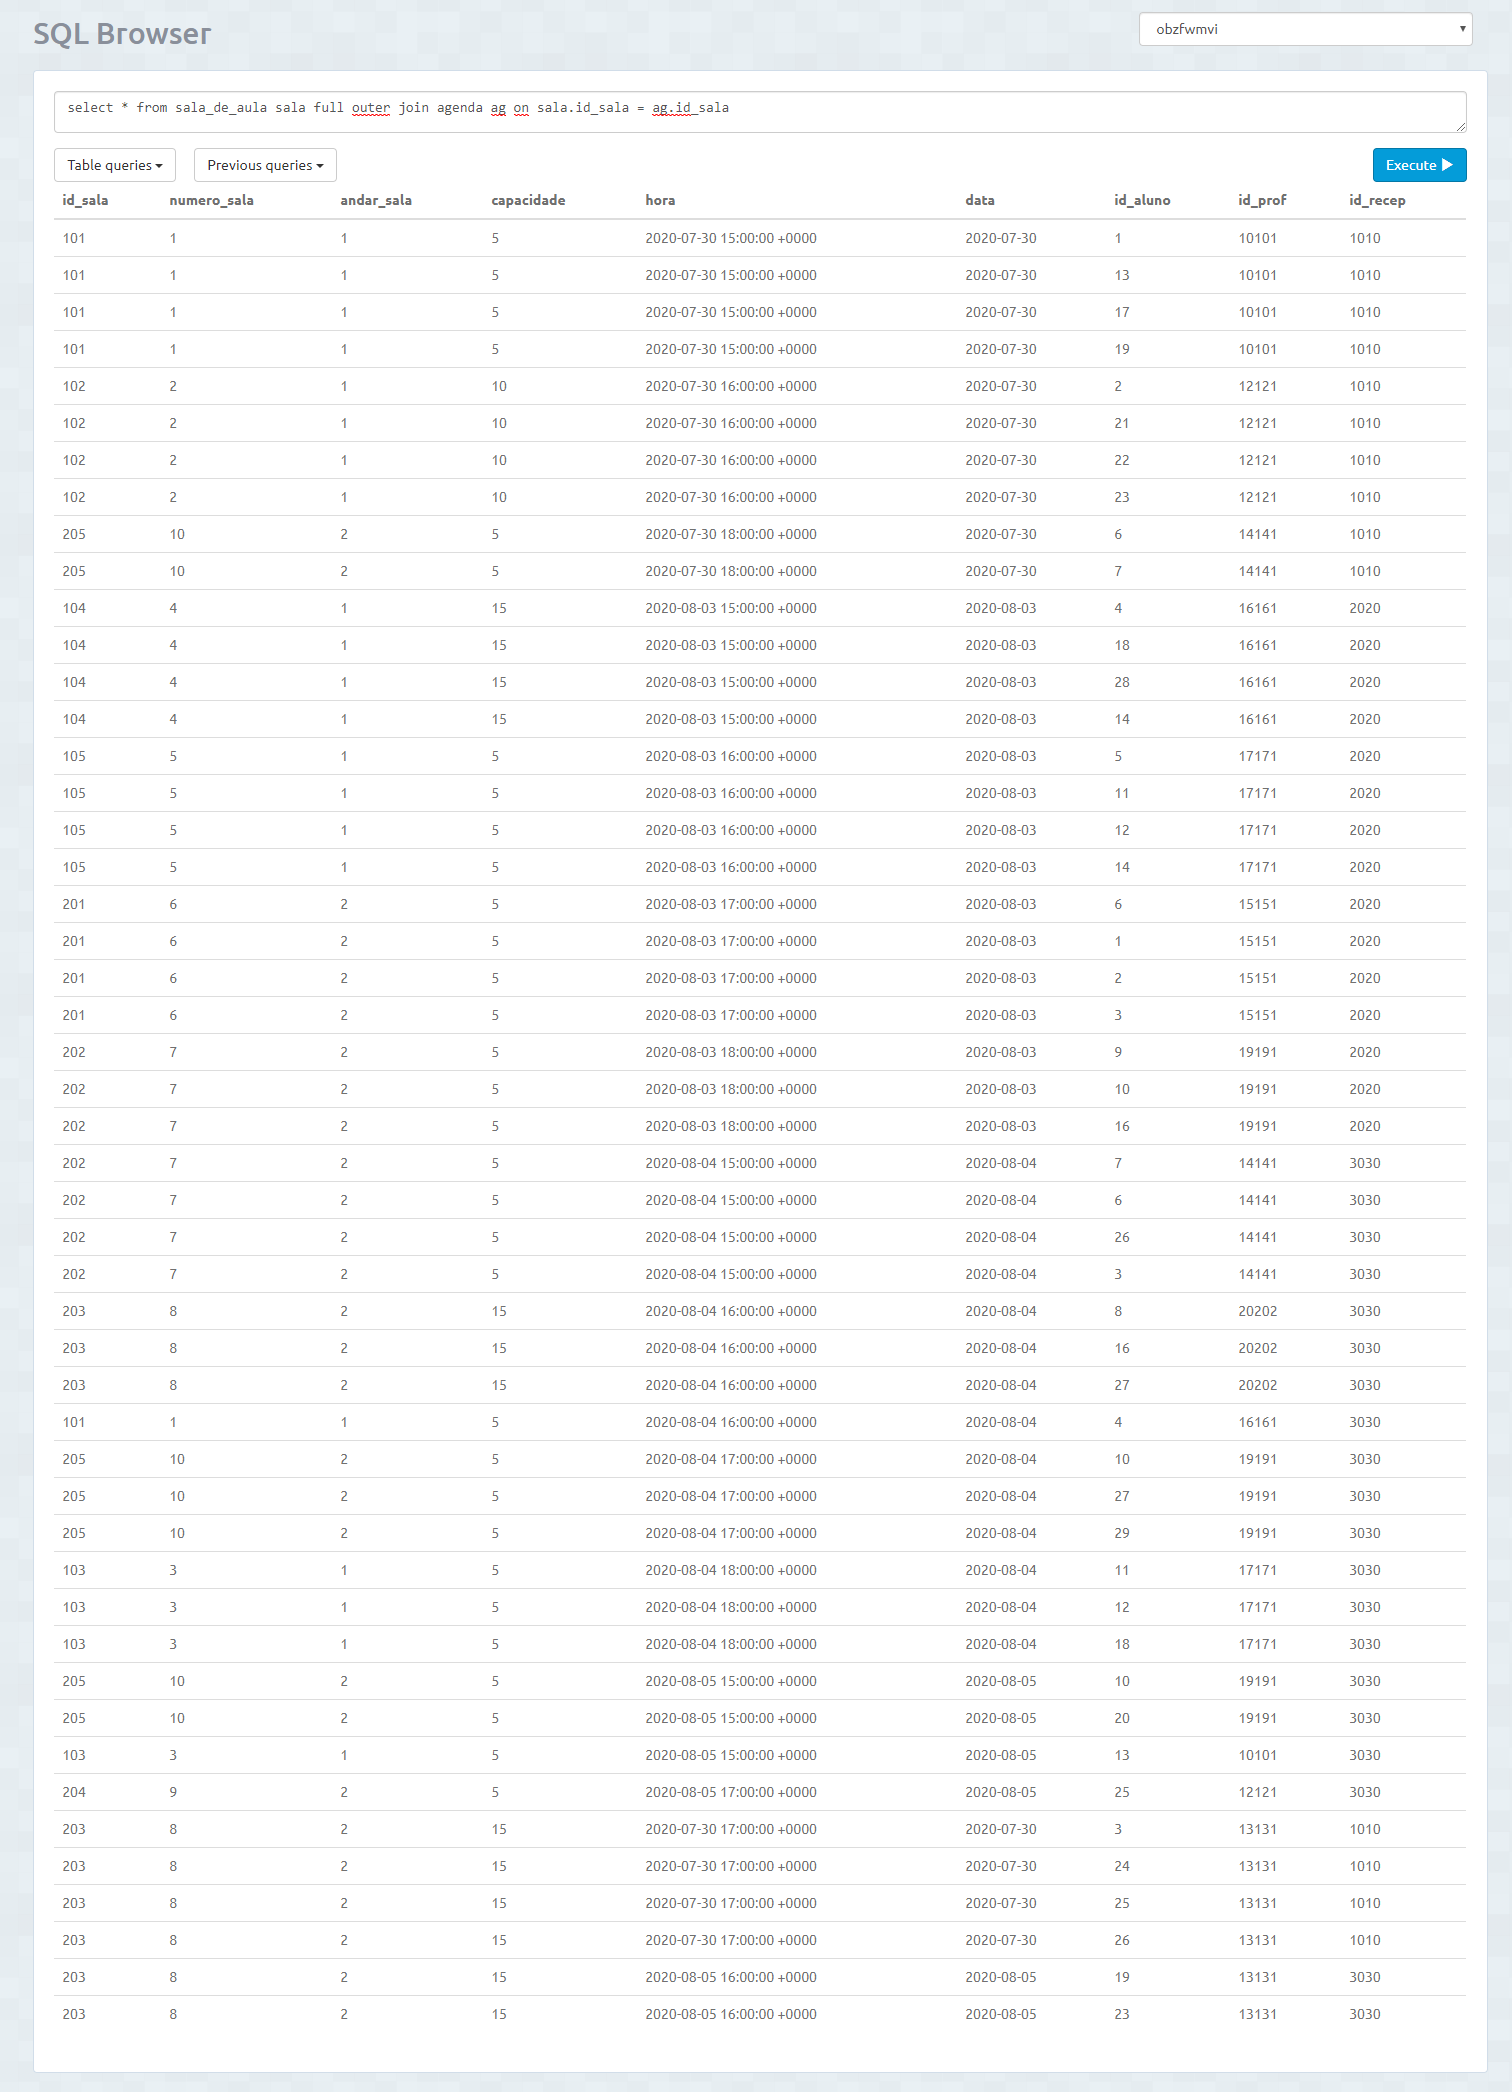 SQL Browser
obzfwmvi
select * from sala_de_aula sala full outer join agenda ag on sala.id_sala = ag.id_sala
Table queries Previous queries Execute
id_sala numero_sala andar_sala capacidade hora data id_aluno id_prof id_recep
101 1 1 5 2020-07-30 15:00:00 +0000 2020-07-30 1 10101 1010
101 1 1 5 2020-07-30 15:00:00 +0000 2020-07-30 13 10101 1010
101 1 1 5 2020-07-30 15:00:00 +0000 2020-07-30 17 10101 1010
101 1 1 5 2020-07-30 15:00:00 +0000 2020-07-30 19 10101 1010
102 2 1 10 2020-07-30 16:00:00 +0000 2020-07-30 2 12121 1010
102 2 1 10 2020-07-30 16:00:00 +0000 2020-07-30 21 12121 1010
102 2 1 10 2020-07-30 16:00:00 +0000 2020-07-30 22 12121 1010
102 2 1 10 2020-07-30 16:00:00 +0000 2020-07-30 23 12121 1010
205 10 2 5 2020-07-30 18:00:00 +0000 2020-07-30 6 14141 1010
205 10 2 5 2020-07-30 18:00:00 +0000 2020-07-30 7 14141 1010
104 4 1 15 2020-08-03 15:00:00 +0000 2020-08-03 4 16161 2020
104 4 1 15 2020-08-03 15:00:00 +0000 2020-08-03 18 16161 2020
104 4 1 15 2020-08-03 15:00:00 +0000 2020-08-03 28 16161 2020
104 4 1 15 2020-08-03 15:00:00 +0000 2020-08-03 14 16161 2020
105 5 1 5 2020-08-03 16:00:00 +0000 2020-08-03 5 17171 2020
105 5 1 5 2020-08-03 16:00:00 +0000 2020-08-03 11 17171 2020
105 5 1 5 2020-08-03 16:00:00 +0000 2020-08-03 12 17171 2020
105 5 1 5 2020-08-03 16:00:00 +0000 2020-08-03 14 17171 2020
201 6 2 5 2020-08-03 17:00:00 +0000 2020-08-03 6 15151 2020
201 6 2 5 2020-08-03 17:00:00 +0000 2020-08-03 1 15151 2020
201 6 2 5 2020-08-03 17:00:00 +0000 2020-08-03 2 15151 2020
201 6 2 5 2020-08-03 17:00:00 +0000 2020-08-03 3 15151 2020
202 7 2 5 2020-08-03 18:00:00 +0000 2020-08-03 9 19191 2020
202 7 2 5 2020-08-03 18:00:00 +0000 2020-08-03 10 19191 2020
202 7 2 5 2020-08-03 18:00:00 +0000 2020-08-03 16 19191 2020
202 7 2 5 2020-08-04 15:00:00 +0000 2020-08-04 7 14141 3030
202 7 2 5 2020-08-04 15:00:00 +0000 2020-08-04 6 14141 3030
202 7 2 5 2020-08-04 15:00:00 +0000 2020-08-04 26 14141 3030
202 7 2 5 2020-08-04 15:00:00 +0000 2020-08-04 3 14141 3030
203 8 2 15 2020-08-04 16:00:00 +0000 2020-08-04 8 20202 3030
203 8 2 15 2020-08-04 16:00:00 +0000 2020-08-04 16 20202 3030
203 8 2 15 2020-08-04 16:00:00 +0000 2020-08-04 27 20202 3030
101 1 1 5 2020-08-04 16:00:00 +0000 2020-08-04 4 16161 3030
205 10 2 5 2020-08-04 17:00:00 +0000 2020-08-04 10 19191 3030
205 10 2 5 2020-08-04 17:00:00 +0000 2020-08-04 27 19191 3030
205 10 2 5 2020-08-04 17:00:00 +0000 2020-08-04 29 19191 3030
103 3 1 5 2020-08-04 18:00:00 +0000 2020-08-04 11 17171 3030
103 3 1 5 2020-08-04 18:00:00 +0000 2020-08-04 12 17171 3030
103 3 1 5 2020-08-04 18:00:00 +0000 2020-08-04 18 17171 3030
205 10 2 5 2020-08-05 15:00:00 +0000 2020-08-05 10 19191 3030
205 10 2 5 2020-08-05 15:00:00 +0000 2020-08-05 20 19191 3030
103 3 1 5 2020-08-05 15:00:00 +0000 2020-08-05 13 10101 3030
204 9 2 5 2020-08-05 17:00:00 +0000 2020-08-05 25 12121 3030
203 8 2 15 2020-07-30 17:00:00 +0000 2020-07-30 3 13131 1010
203 8 2 15 2020-07-30 17:00:00 +0000 2020-07-30 24 13131 1010
203 8 2 15 2020-07-30 17:00:00 +0000 2020-07-30 25 13131 1010
203 8 2 15 2020-07-30 17:00:00 +0000 2020-07-30 26 13131 1010
203 8 2 15 2020-08-05 16:00:00 +0000 2020-08-05 19 13131 3030
203 8 2 15 2020-08-05 16:00:00 +0000 2020-08-05 23 13131 3030